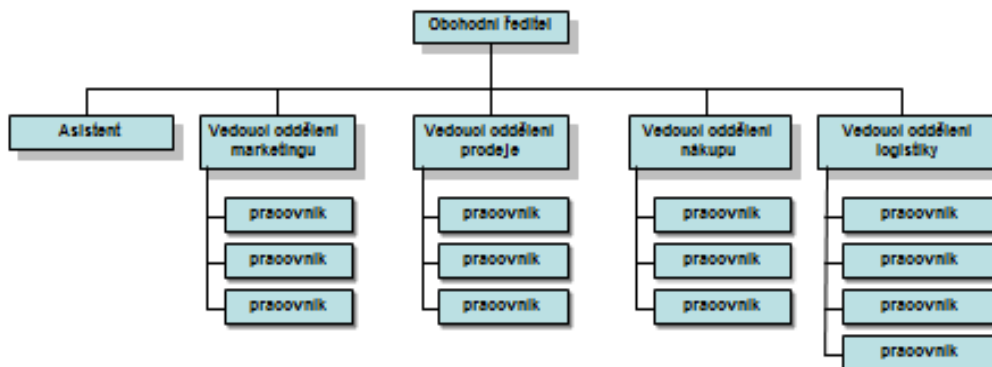 Obchodní ředitel
Asistent
Vedoucí oddělení
marketingu
Vedoucí oddělení
prodeje
Vedoucí oddělení
nákupu
Vedoucí oddělení
logistiky
pracovník
pracovník
pracovník
pracovník
pracovník
pracovník
pracovník
pracovník
pracovník
pracovník
pracovník
pracovník
pracovník